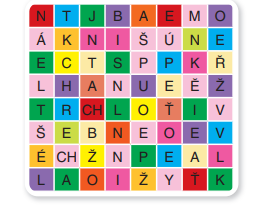 N T J B A E M O
Á K N I Š Ú N E
E C T S P P K Ř
L H A N U E Ě Ž
T R CH L O Ť I V
Š E B N E O E V
É CH Ž N P E A L
L A O I Ž Y Ť K